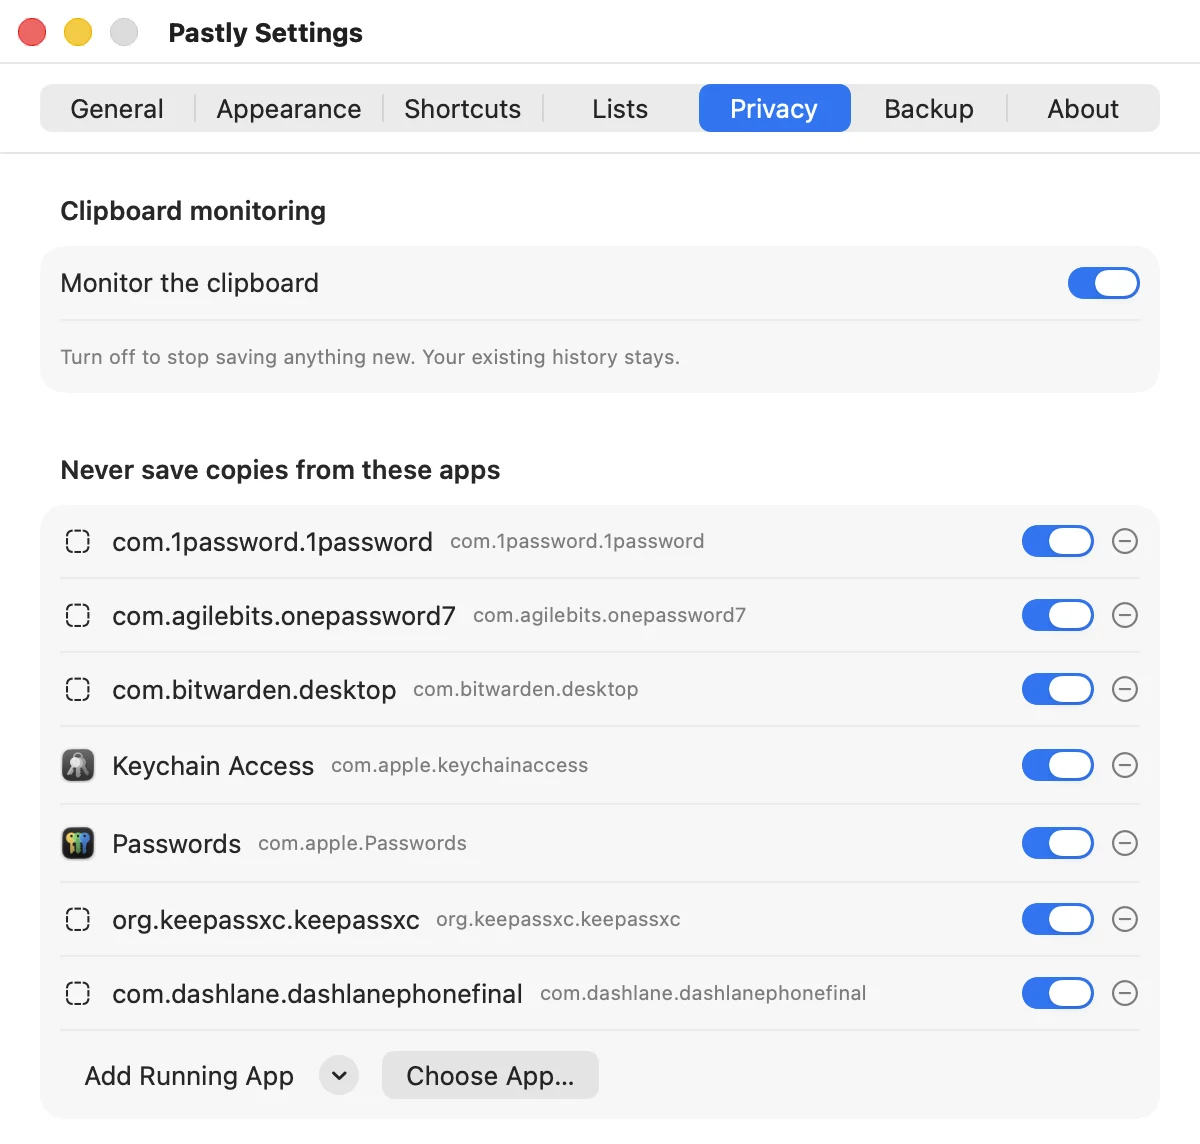 Pastly Settings
General Appearance Shortcuts Lists Privacy Backup About
Clipboard monitoring
Monitor the clipboard
Turn off to stop saving anything new. Your existing history stays.
Never save copies from these apps
com.1password.1password com.1password.1password
com.agilebits.onepassword7 com.agilebits.onepassword7
com.bitwarden.desktop com.bitwarden.desktop
Keychain Access com.apple.keychainaccess
Passwords com.apple.Passwords
org.keepassxc.keepassxc org.keepassxc.keepassxc
com.dashlane.dashlanephonefinal com.dashlane.dashlanephonefinal
Add Running App Choose App...